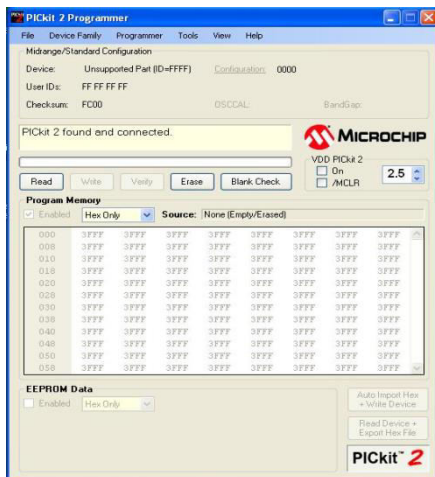 PICkit 2 Programmer
File Device Family Programmer Tools View Help
Midrange/Standard Configuration
Device: Unsupported Part (ID=FFFF) Configuration: 0000
User IDs: FF FF FF FF
Checksum: FC00 OSCCAL: BandGap:
PICkit 2 found and connected.
MICROCHIP
VDD PICkit 2
On
/MCLR
2.5
Read Write Verify Erase Blank Check
Program Memory
Enabled Hex Only Source: None (Empty/Erased)
000 3FFF 3FFF 3FFF 3FFF 3FFF 3FFF 3FFF 3FFF
008 3FFF 3FFF 3FFF 3FFF 3FFF 3FFF 3FFF 3FFF
010 3FFF 3FFF 3FFF 3FFF 3FFF 3FFF 3FFF 3FFF
018 3FFF 3FFF 3FFF 3FFF 3FFF 3FFF 3FFF 3FFF
020 3FFF 3FFF 3FFF 3FFF 3FFF 3FFF 3FFF 3FFF
028 3FFF 3FFF 3FFF 3FFF 3FFF 3FFF 3FFF 3FFF
030 3FFF 3FFF 3FFF 3FFF 3FFF 3FFF 3FFF 3FFF
038 3FFF 3FFF 3FFF 3FFF 3FFF 3FFF 3FFF 3FFF
040 3FFF 3FFF 3FFF 3FFF 3FFF 3FFF 3FFF 3FFF
048 3FFF 3FFF 3FFF 3FFF 3FFF 3FFF 3FFF 3FFF
050 3FFF 3FFF 3FFF 3FFF 3FFF 3FFF 3FFF 3FFF
058 3FFF 3FFF 3FFF 3FFF 3FFF 3FFF 3FFF 3FFF
EEPROM Data
Enabled Hex Only
Auto Import Hex
+ Write Device
Read Device +
Export Hex File
PICkit™ 2